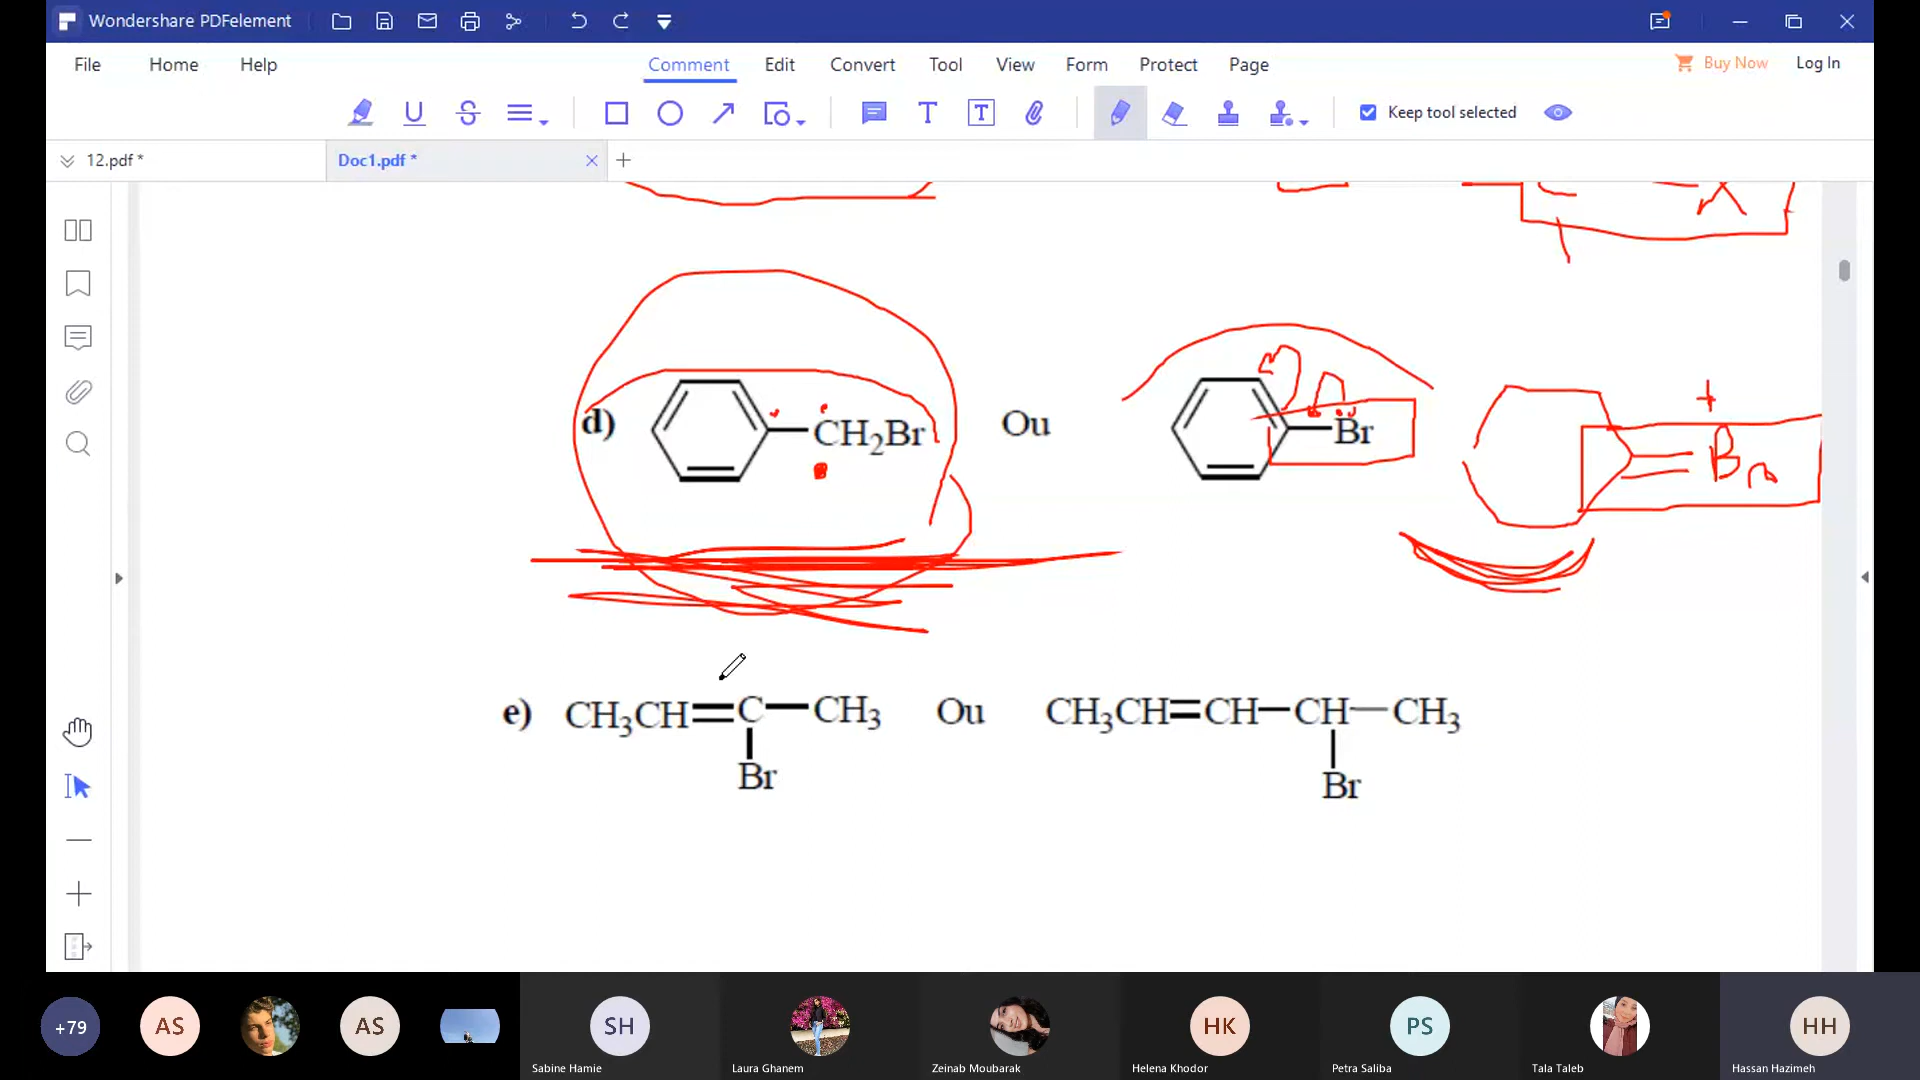 Wondershare PDFelement
File Home Help Comment Edit Convert Tool View Form Protect Page Buy Now Log In
Keep tool selected
12.pdf * Doc1.pdf *
d) CH2Br Ou Br + Br
e) CH3CH=C—CH3 Ou CH3CH=CH—CH—CH3
Br Br
+79 AS AS SH HK PS HH
Sabine Hamie Laura Ghanem Zeinab Moubarak Helena Khodor Petra Saliba Tala Taleb Hassan Hazimeh